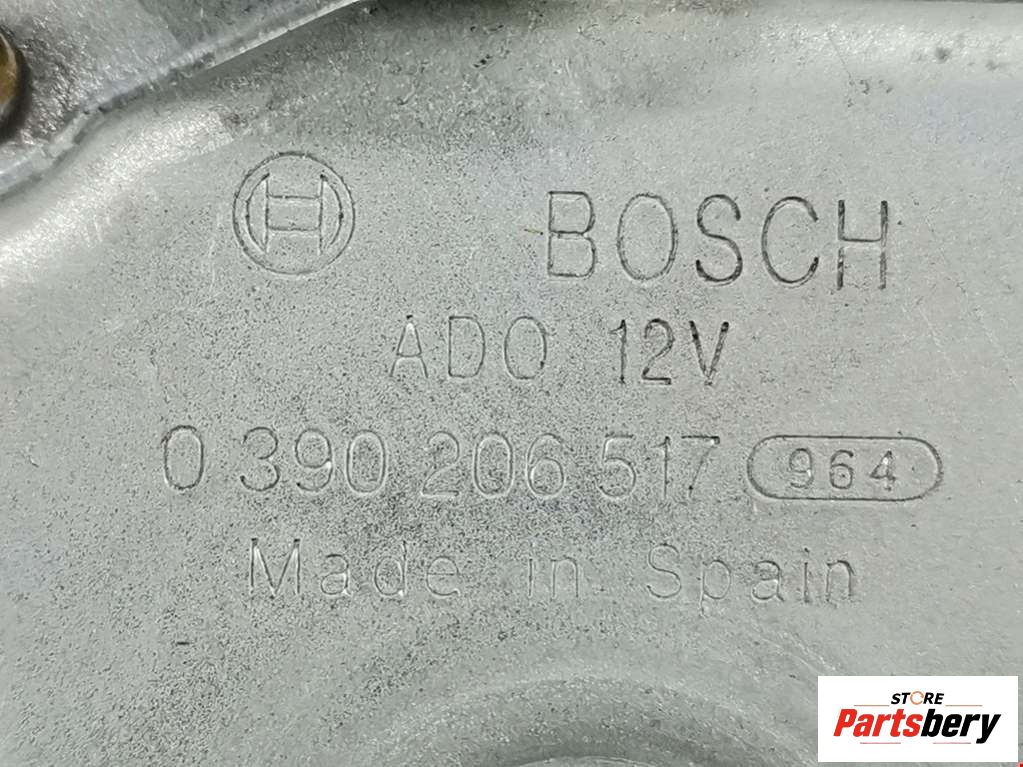 BOSCH
ADO 12V
0 390 206 517 964
Made in Spain
STORE
Partsbery